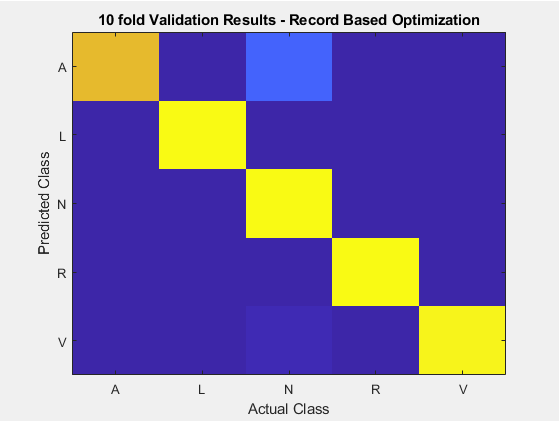 10 fold Validation Results - Record Based Optimization
Predicted Class
A
L
N
R
V
A L N R V
Actual Class